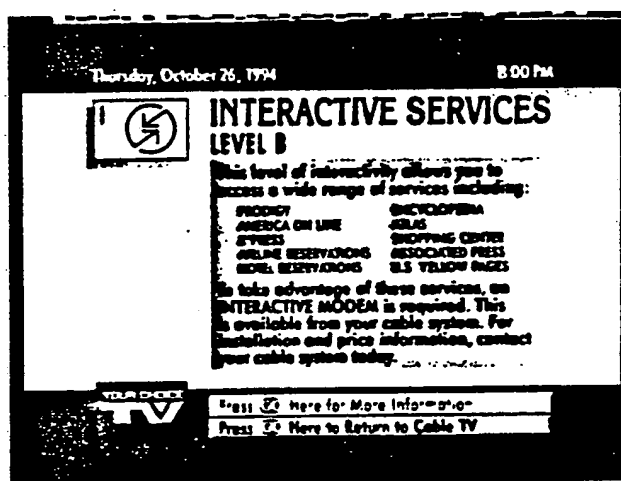 Thursday, October 26, 1994 8:00 PM
INTERACTIVE SERVICES
LEVEL B
This level of interactivity allows you to
access a wide range of services including:
PRODIGY ENCYCLOPEDIA
AMERICA ON LINE ATLAS
X*PRESS SHOPPING CENTER
AIRLINE RESERVATIONS ASSOCIATED PRESS
HOTEL RESERVATIONS U.S. YELLOW PAGES
To take advantage of these services, an
INTERACTIVE MODEM is required. This
is available from your cable system. For
installation and price information, contact
your cable system today.
YOUR CHOICE
TV
Press Here for More Information
Press Here to Return to Cable TV